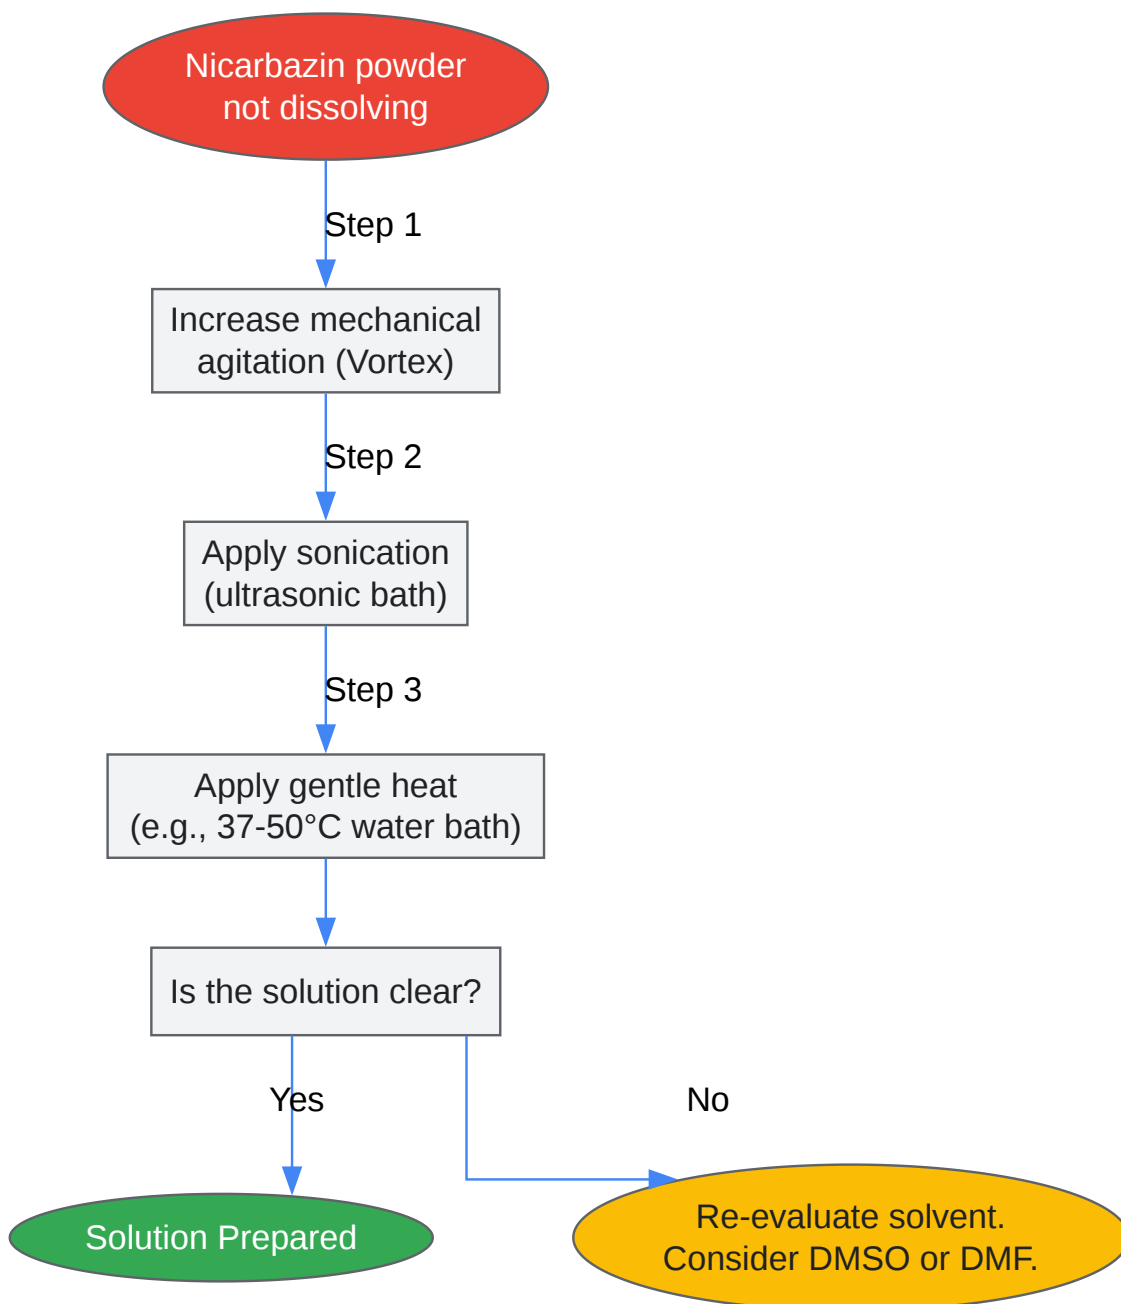 Nicarbazin powder
not dissolving
Step 1
Increase mechanical
agitation (Vortex)
Step 2
Apply sonication
(ultrasonic bath)
Step 3
Apply gentle heat
(e.g., 37-50°C water bath)
Is the solution clear?
Yes
No
Solution Prepared
Re-evaluate solvent.
Consider DMSO or DMF.